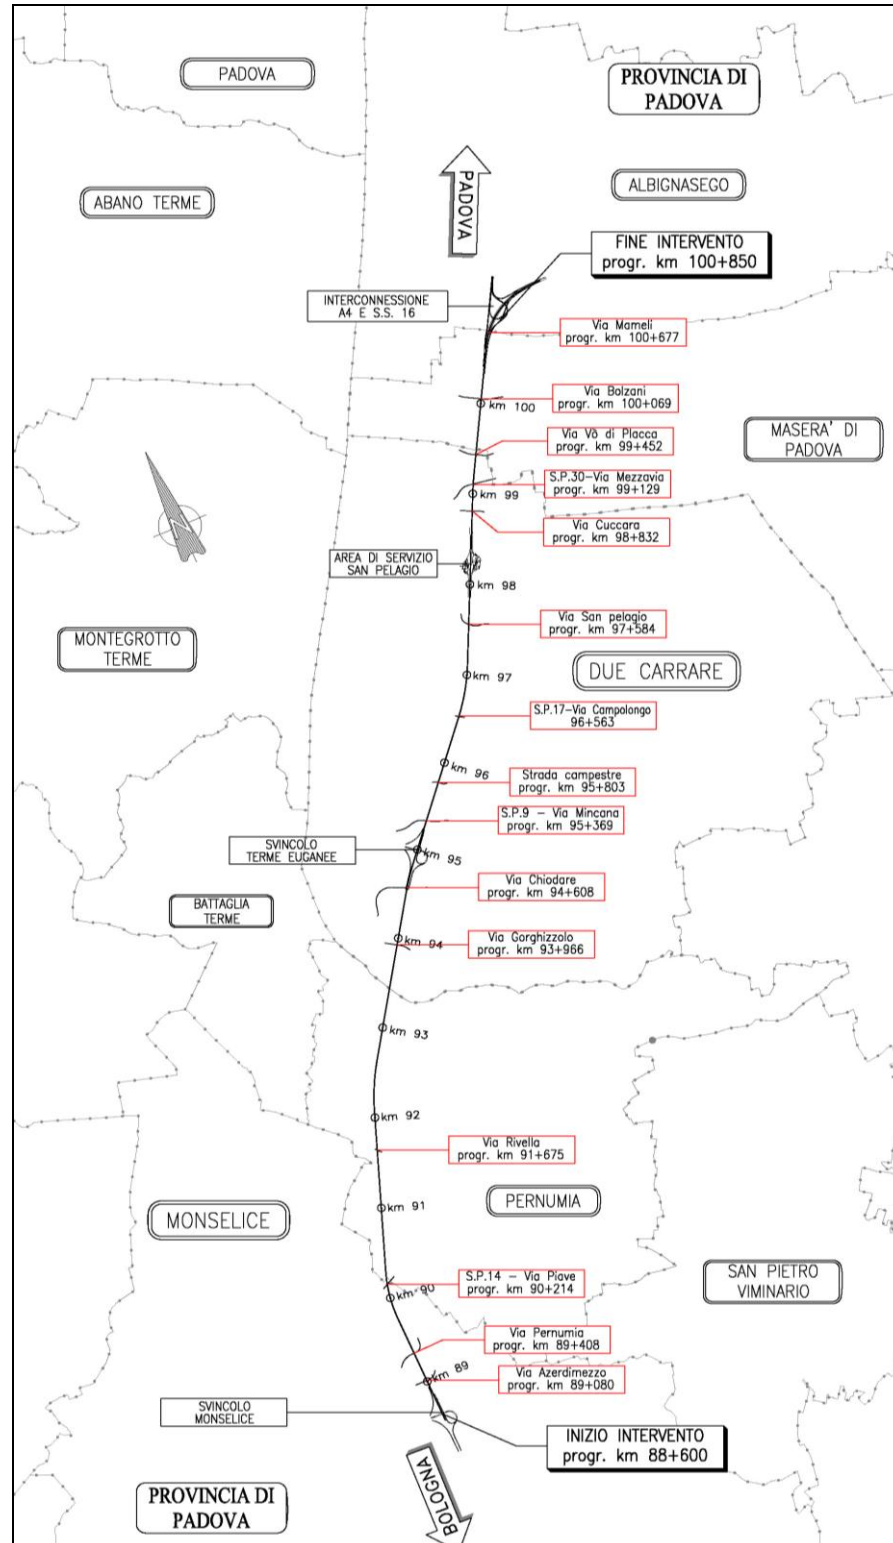 PADOVA
PROVINCIA DI
PADOVA
ABANO TERME
ALBIGNASEGO
PADOVA
FINE INTERVENTO
progr. km 100+850
INTERCONNESSIONE
A4 E S.S. 16
Via Mameli
progr. km 100+677
Via Bolzani
progr. km 100+069
km 100
MASERA' DI
PADOVA
Via Vò di Placca
progr. km 99+452
S.P.30-Via Mezzavia
progr. km 99+129
km 99
Via Cuccara
progr. km 98+832
AREA DI SERVIZIO
SAN PELAGIO
km 98
Via San pelagio
progr. km 97+584
MONTEGROTTO
TERME
DUE CARRARE
km 97
S.P.17-Via Campolongo
96+563
km 96
Strada campestre
progr. km 95+803
S.P.9 - Via Mincana
progr. km 95+369
SVINCOLO
TERME EUGANEE
km 95
Via Chiodare
progr. km 94+608
BATTAGLIA
TERME
km 94
Via Gorghizzolo
progr. km 93+966
km 93
km 92
Via Rivella
progr. km 91+675
km 91
PERNUMIA
MONSELICE
S.P.14 - Via Piave
progr. km 90+214
km 90
SAN PIETRO
VIMINARIO
Via Pernumia
progr. km 89+408
km 89
Via Azerdimezzo
progr. km 89+080
SVINCOLO
MONSELICE
INIZIO INTERVENTO
progr. km 88+600
PROVINCIA DI
PADOVA
BOLOGNA